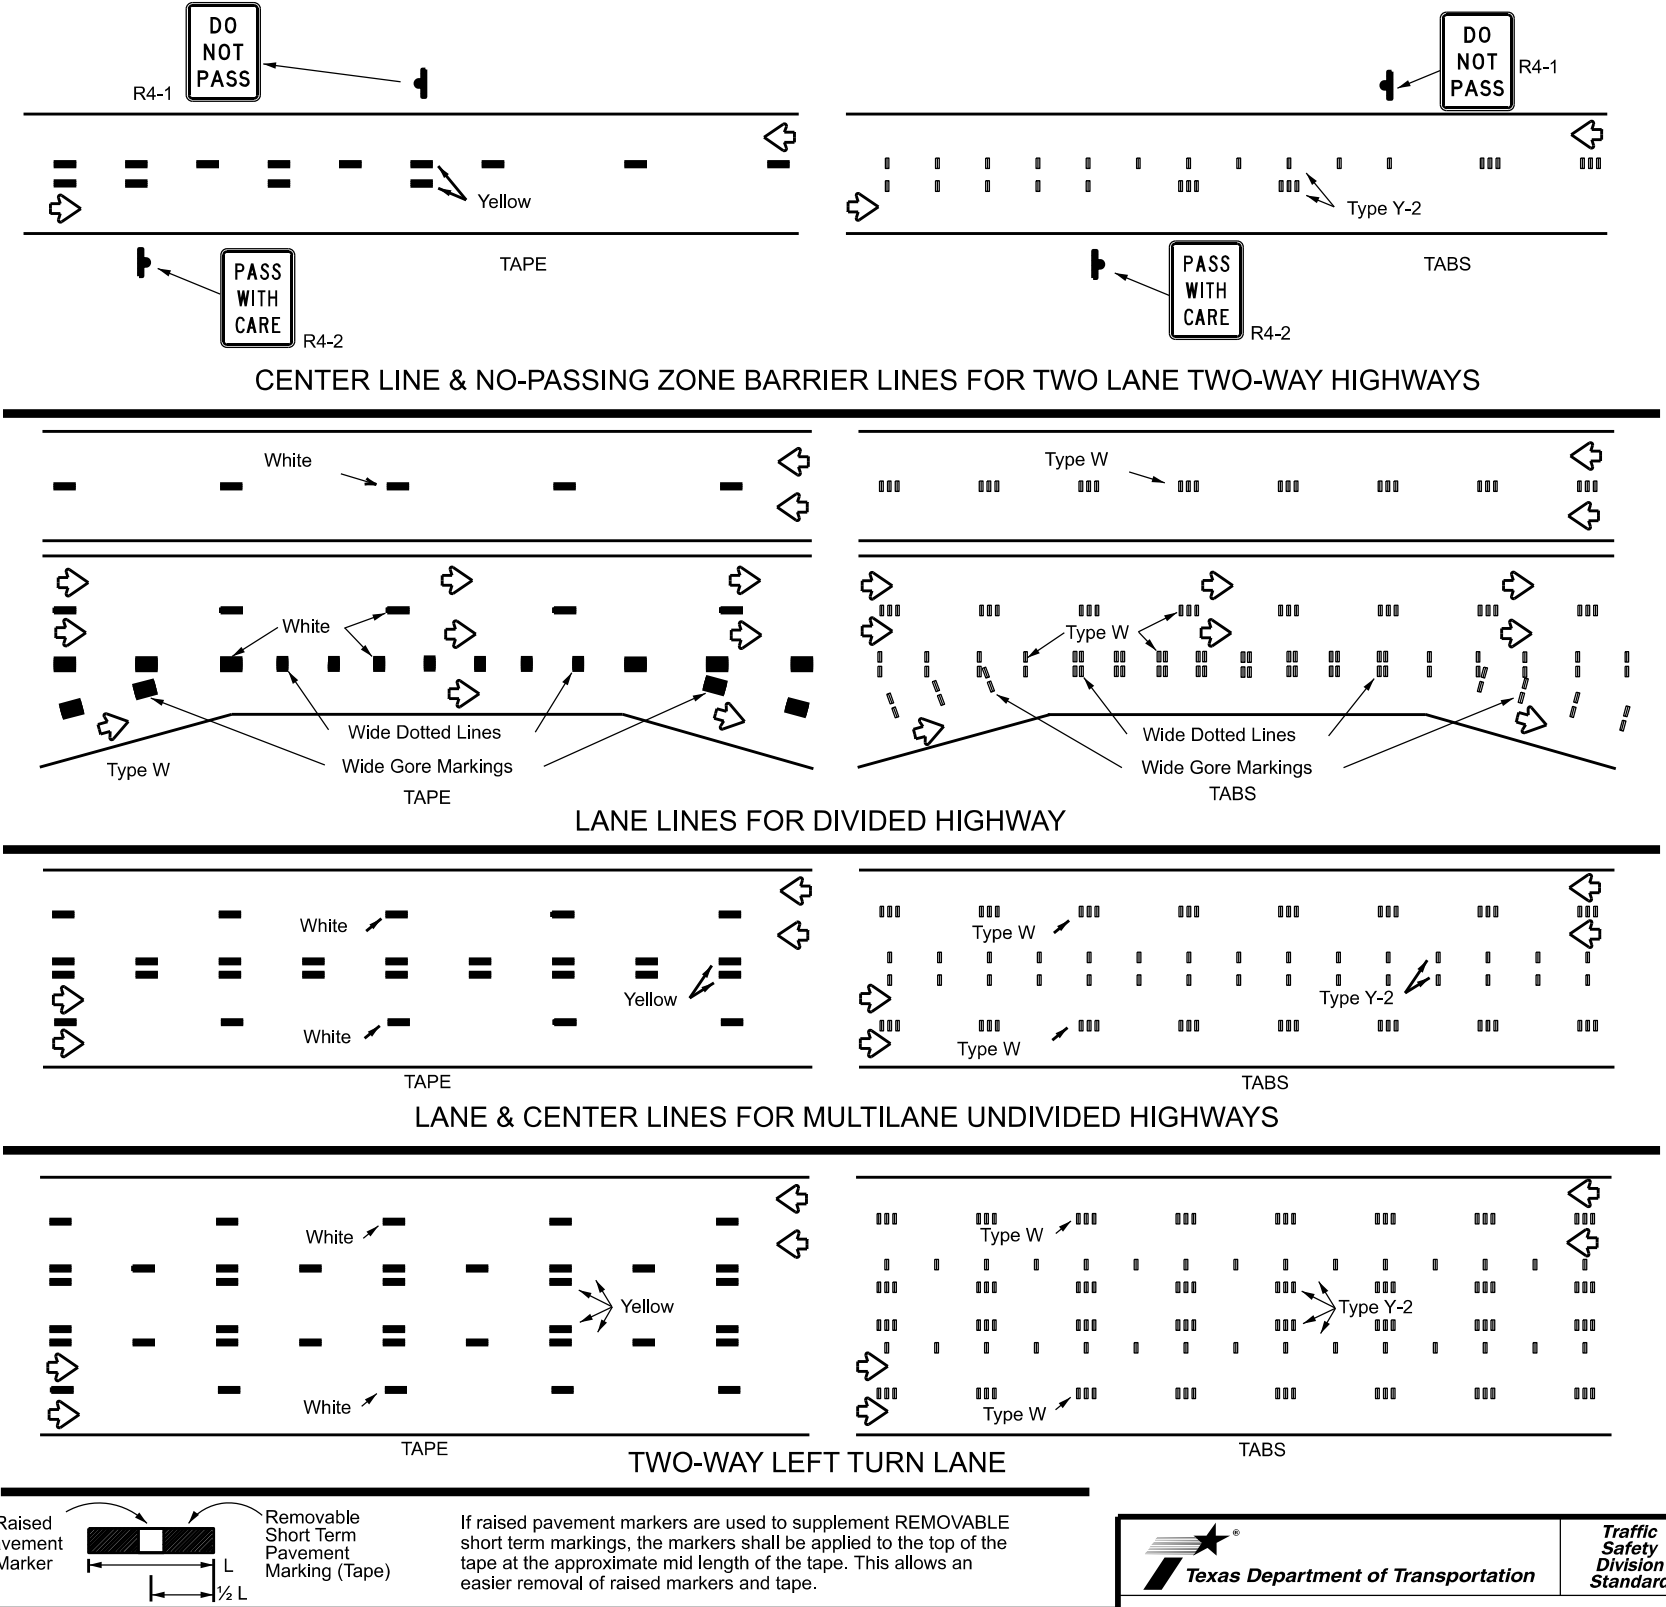 DO
NOT
PASS
R4-1
DO
NOT
PASS
R4-1
Yellow
Type Y-2
PASS
WITH
CARE
R4-2
TAPE
PASS
WITH
CARE
R4-2
TABS
CENTER LINE & NO-PASSING ZONE BARRIER LINES FOR TWO LANE TWO-WAY HIGHWAYS
White
Type W
White
Type W
Wide Dotted Lines
Wide Gore Markings
Type W
TAPE
Wide Dotted Lines
Wide Gore Markings
TABS
LANE LINES FOR DIVIDED HIGHWAY
White
Type W
Yellow
Type Y-2
White
Type W
TAPE
TABS
LANE & CENTER LINES FOR MULTILANE UNDIVIDED HIGHWAYS
White
Type W
Yellow
Type Y-2
White
Type W
TAPE
TABS
TWO-WAY LEFT TURN LANE
Raised
avement
Marker
Removable
Short Term
Pavement
Marking (Tape)
L
½ L
If raised pavement markers are used to supplement REMOVABLE
short term markings, the markers shall be applied to the top of the
tape at the approximate mid length of the tape. This allows an
easier removal of raised markers and tape.
®
Texas Department of Transportation
Traffic
Safety
Division
Standard